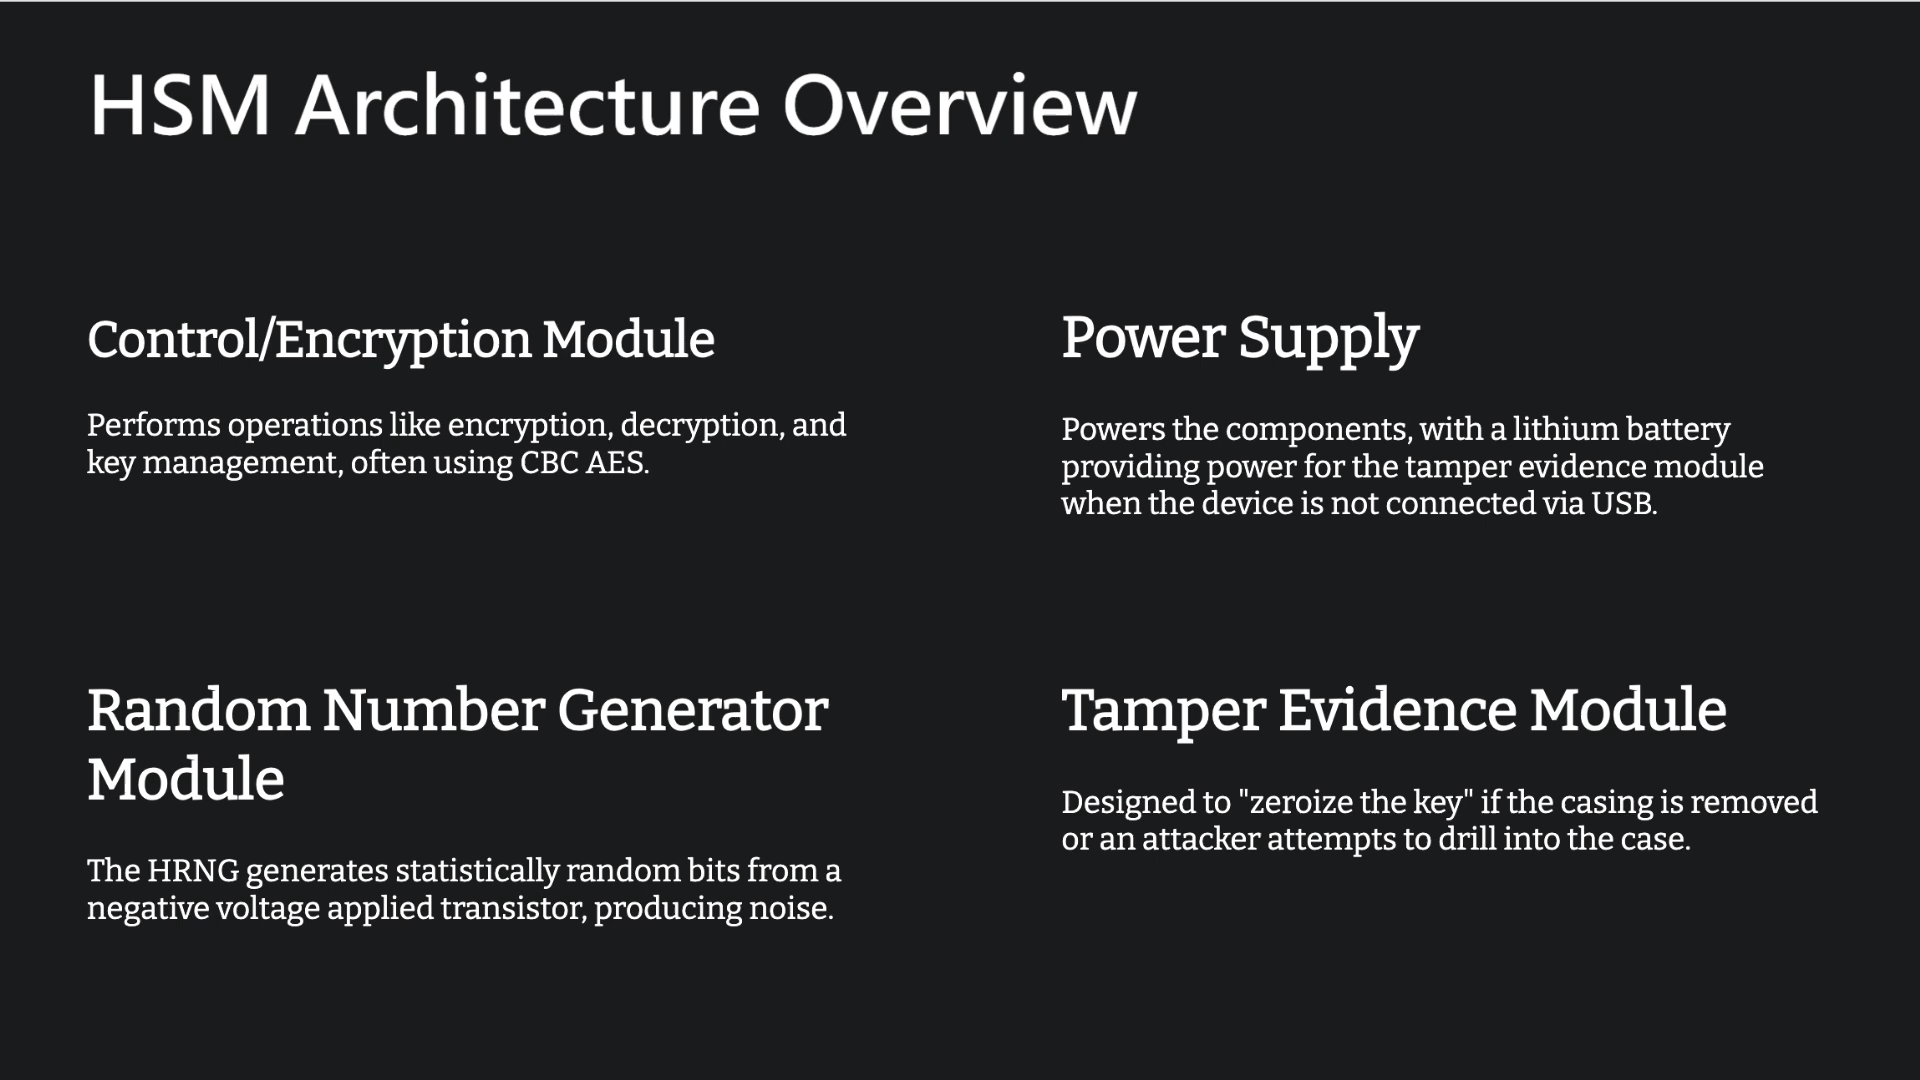 HSM Architecture Overview
Control/Encryption Module
Performs operations like encryption, decryption, and
key management, often using CBC AES.
Power Supply
Powers the components, with a lithium battery
providing power for the tamper evidence module
when the device is not connected via USB.
Random Number Generator
Module
The HRNG generates statistically random bits from a
negative voltage applied transistor, producing noise.
Tamper Evidence Module
Designed to "zeroize the key" if the casing is removed
or an attacker attempts to drill into the case.